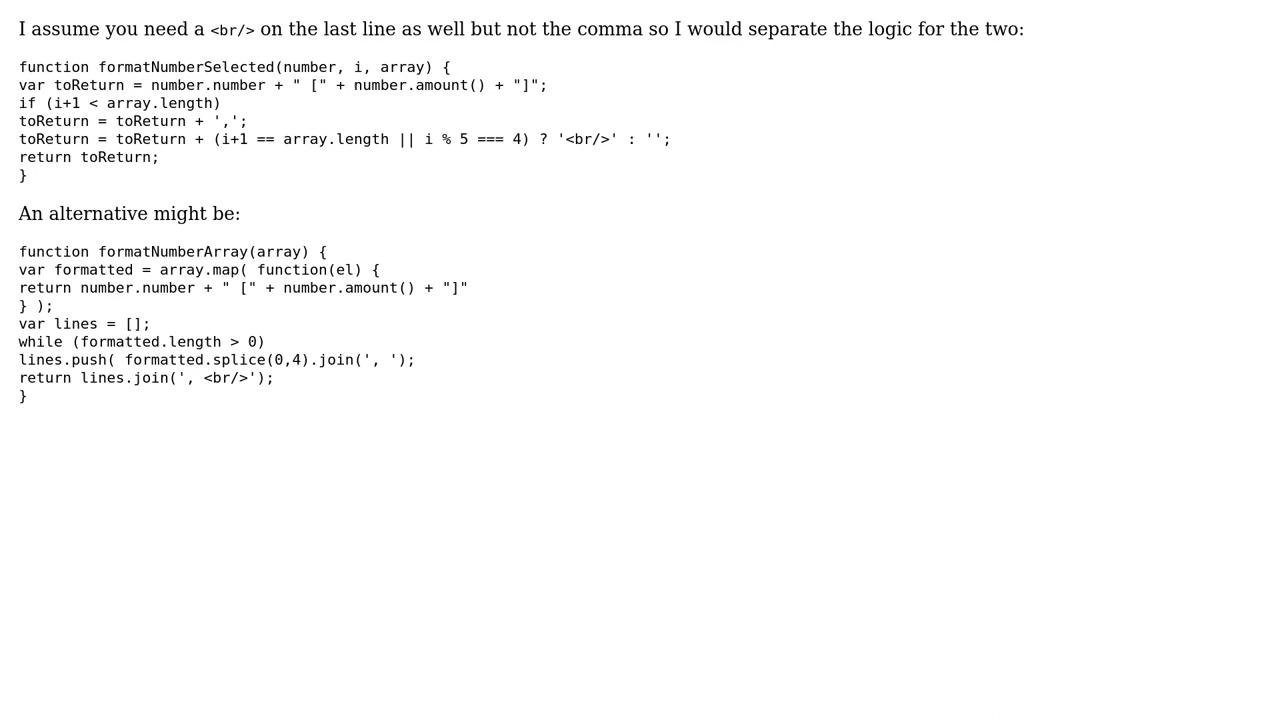 I assume you need a <br/> on the last line as well but not the comma so I would separate the logic for the two:
function formatNumberSelected(number, i, array) {
var toReturn = number.number + " [" + number.amount() + "]";
if (i+1 < array.length)
toReturn = toReturn + ',';
toReturn = toReturn + (i+1 == array.length || i % 5 === 4) ? '<br/>' : '';
return toReturn;
}
An alternative might be:
function formatNumberArray(array) {
var formatted = array.map( function(el) {
return number.number + " [" + number.amount() + "]"
} );
var lines = [];
while (formatted.length > 0)
lines.push( formatted.splice(0,4).join(', ');
return lines.join(', <br/>');
}